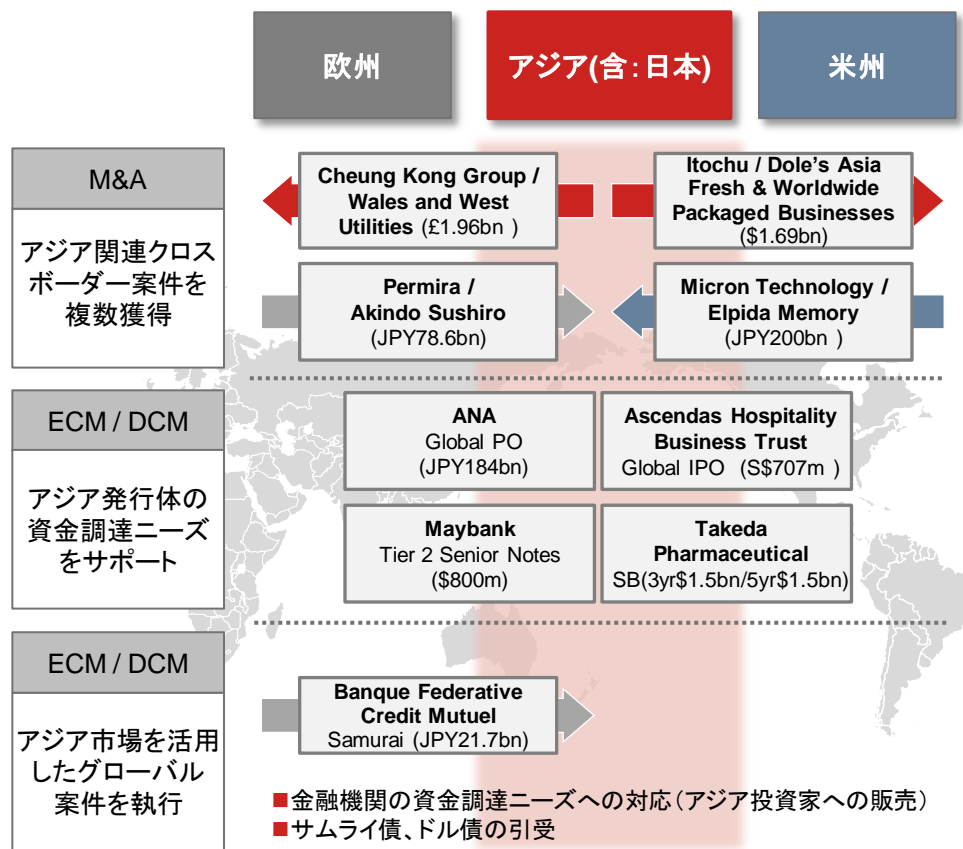 欧州
アジア(含:日本)
米州
M&A
アジア関連クロス
ボーダー案件を
複数獲得
Cheung Kong Group /
Wales and West
Utilities (£1.96bn )
Itochu / Dole's Asia
Fresh & Worldwide
Packaged Businesses
($1.69bn)
Permira /
Akindo Sushiro
(JPY78.6bn)
Micron Technology /
Elpida Memory
(JPY200bn )
ECM / DCM
アジア発行体の
資金調達ニーズ
をサポート
ANA
Global PO
(JPY184bn)
Ascendas Hospitality
Business Trust
Global IPO (S$707m )
Maybank
Tier 2 Senior Notes
($800m)
Takeda
Pharmaceutical
SB(3yr$1.5bn/5yr$1.5bn)
ECM / DCM
アジア市場を活用
したグローバル
案件を執行
Banque Federative
Credit Mutuel
Samurai (JPY21.7bn)
■金融機関の資金調達ニーズへの対応(アジア投資家への販売)
■サムライ債、ドル債の引受